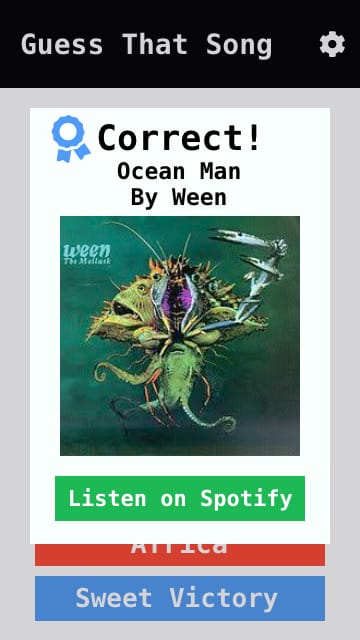 Guess That Song
Correct!
Ocean Man
By Ween
ween
The Mollusk
Listen on Spotify
Africa
Sweet Victory